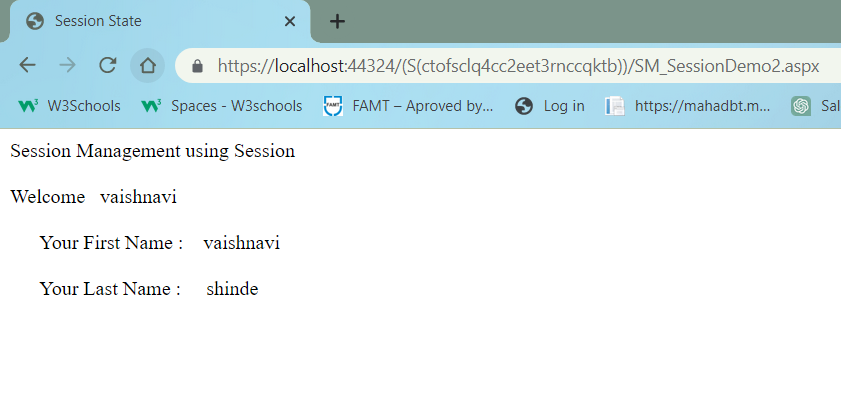 Session State
https://localhost:44324/(S(ctofsclq4cc2eet3rnccqktb))/SM_SessionDemo2.aspx
W3Schools Spaces - W3schools FAMT – Aproved by... Log in https://mahadbt.m... Sal
Session Management using Session
Welcome vaishnavi
Your First Name : vaishnavi
Your Last Name : shinde